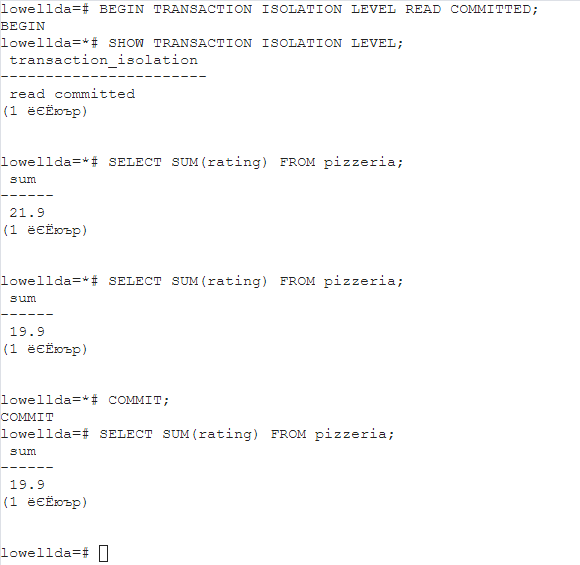 lowellda=# BEGIN TRANSACTION ISOLATION LEVEL READ COMMITTED;
BEGIN
lowellda=*# SHOW TRANSACTION ISOLATION LEVEL;
transaction_isolation
-----------------------
read committed
(1 ёЄЁюър)
lowellda=*# SELECT SUM(rating) FROM pizzeria;
sum
------
21.9
(1 ёЄЁюър)
lowellda=*# SELECT SUM(rating) FROM pizzeria;
sum
------
19.9
(1 ёЄЁюър)
lowellda=*# COMMIT;
COMMIT
lowellda=# SELECT SUM(rating) FROM pizzeria;
sum
------
19.9
(1 ёЄЁюър)
lowellda=#